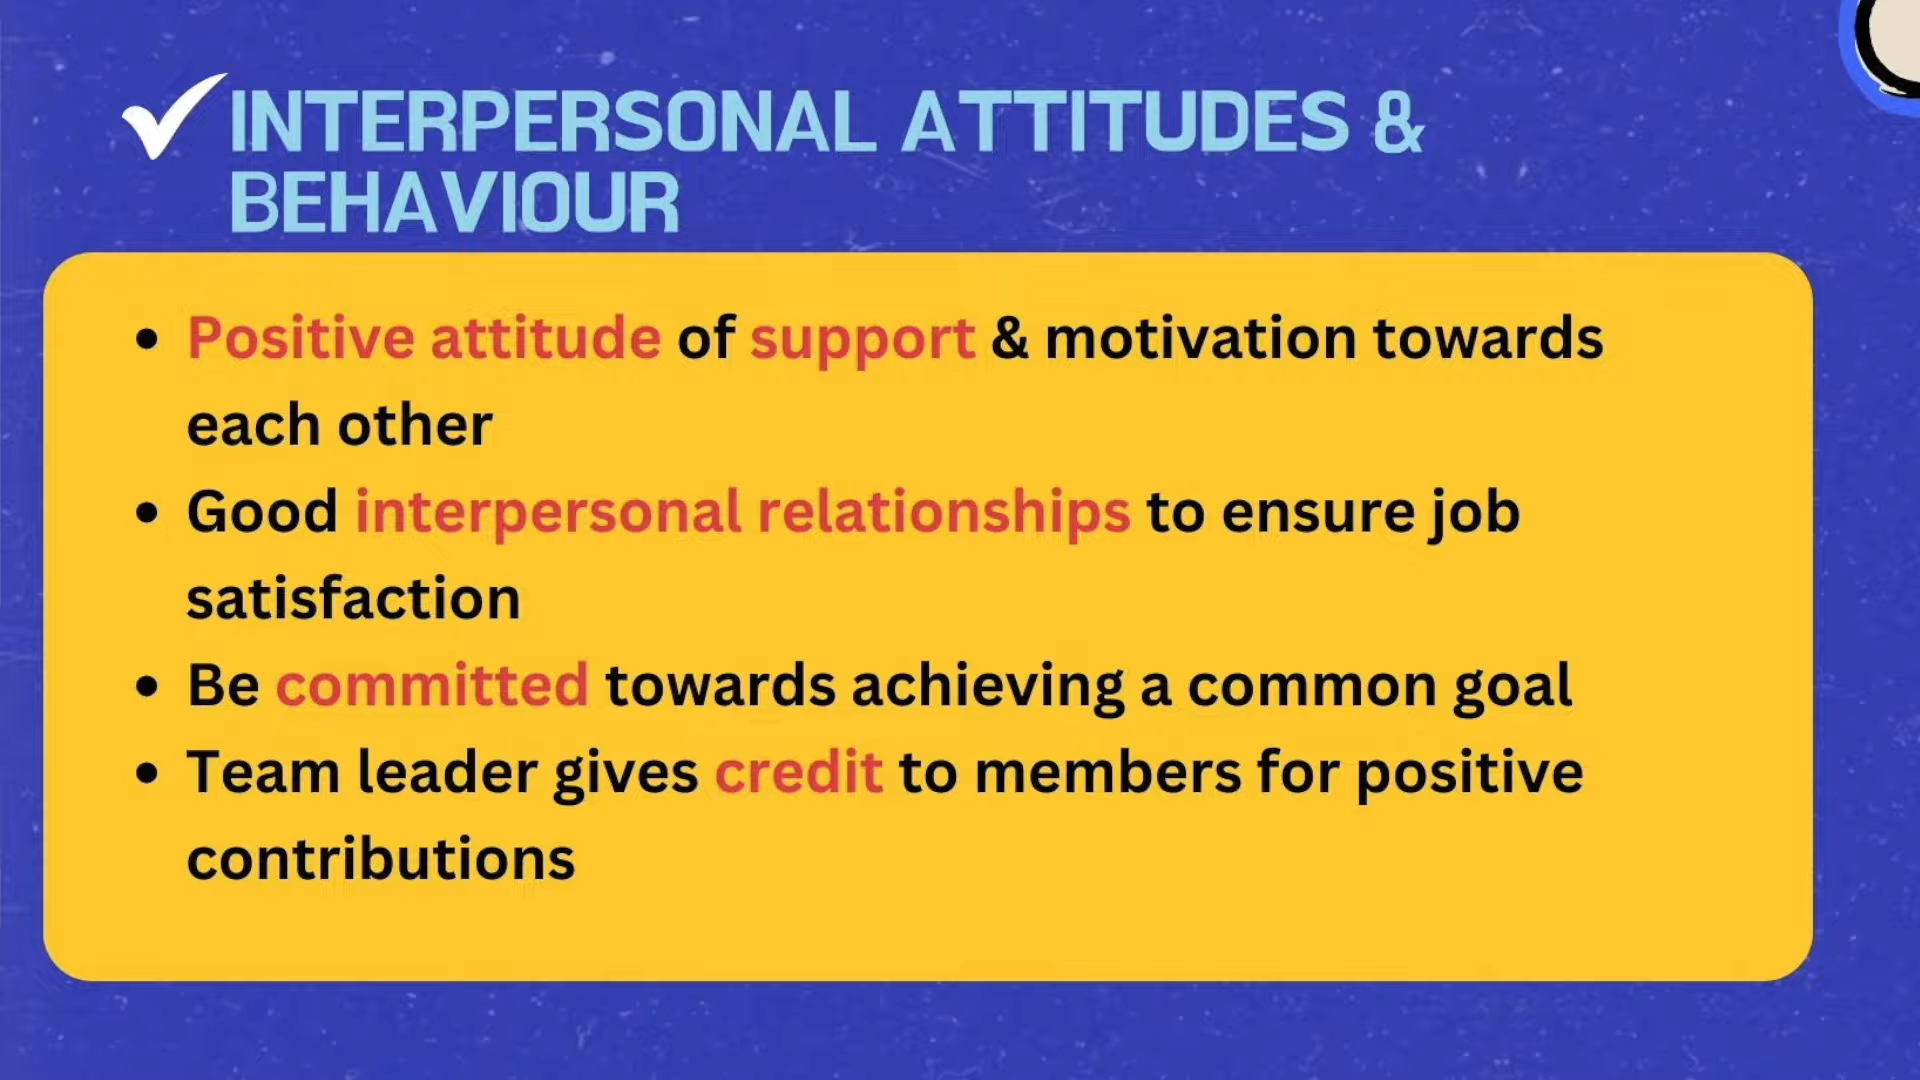 INTERPERSONAL ATTITUDES &
BEHAVIOUR
• Positive attitude of support & motivation towards
each other
• Good interpersonal relationships to ensure job
satisfaction
• Be committed towards achieving a common goal
• Team leader gives credit to members for positive
contributions